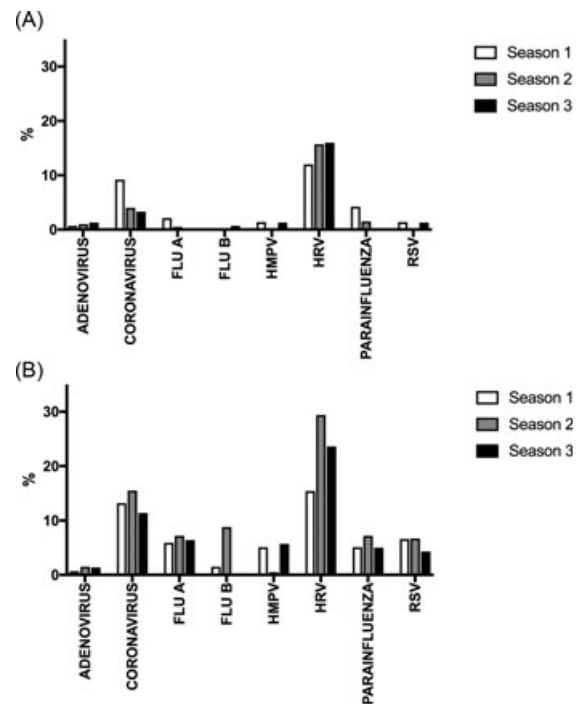 (A)
30
20
10
0
%
ADENOVIRUS
CORONAVIRUS
FLU A
FLU B
HMPV
HRV
PARAINFLUENZA
RSV
Season 1
Season 2
Season 3
(B)
30
20
10
0
%
ADENOVIRUS
CORONAVIRUS
FLU A
FLU B
HMPV
HRV
PARAINFLUENZA
RSV
Season 1
Season 2
Season 3